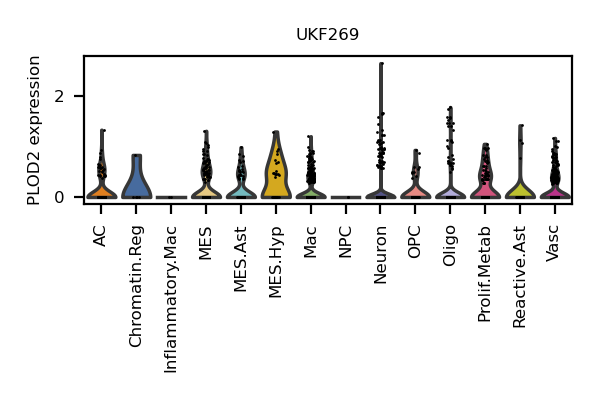 UKF269
PLOD2 expression
2
0
AC
Chromatin.Reg
Inflammatory.Mac
MES
MES.Ast
MES.Hyp
Mac
NPC
Neuron
OPC
Oligo
Prolif.Metab
Reactive.Ast
Vasc